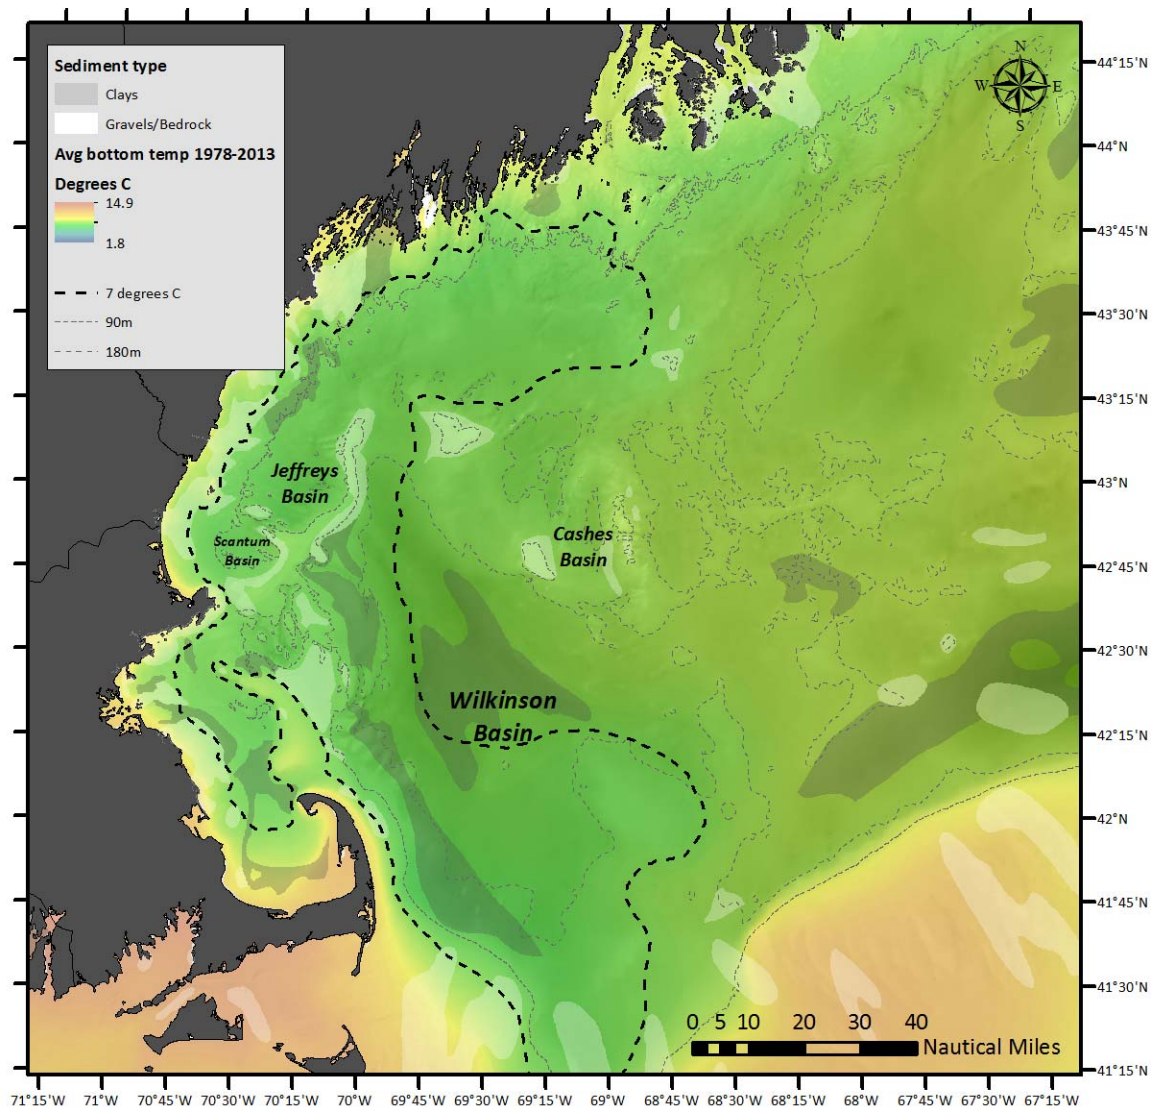 Sediment type
Clays
Gravels/Bedrock
Avg bottom temp 1978-2013
Degrees C
14.9
1.8
7 degrees C
90m
180m
N
W E
S
44°15'N
44°N
43°45'N
43°30'N
43°15'N
43°N
42°45'N
42°30'N
42°15'N
42°N
41°45'N
41°30'N
41°15'N
Jeffreys
Basin
Scantum
Basin
Cashes
Basin
Wilkinson
Basin
0 5 10 20 30 40
Nautical Miles
71°15'W 71°W 70°45'W 70°30'W 70°15'W 70°W 69°45'W 69°30'W 69°15'W 69°W 68°45'W 68°30'W 68°15'W 68°W 67°45'W 67°30'W 67°15'W